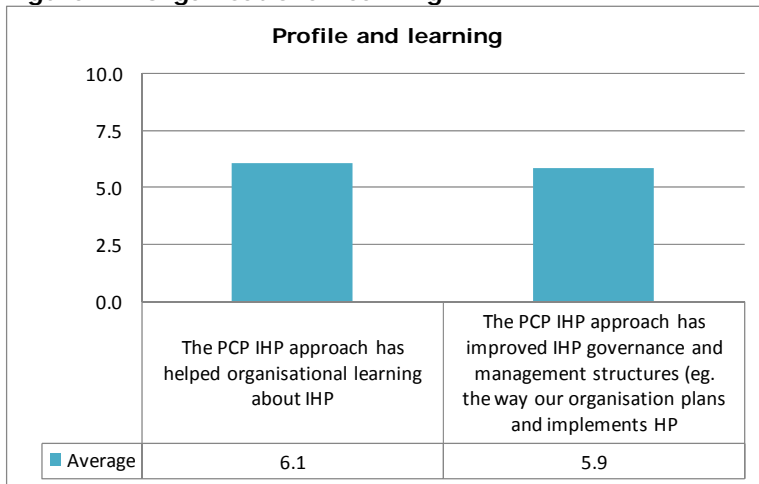 Profile and learning
10.0
7.5
5.0
2.5
0.0
The PCP IHP approach has
helped organisational learning
about IHP
The PCP IHP approach has
improved IHP governance and
management structures (eg.
the way our organisation plans
and implements HP
Average 6.1 5.9